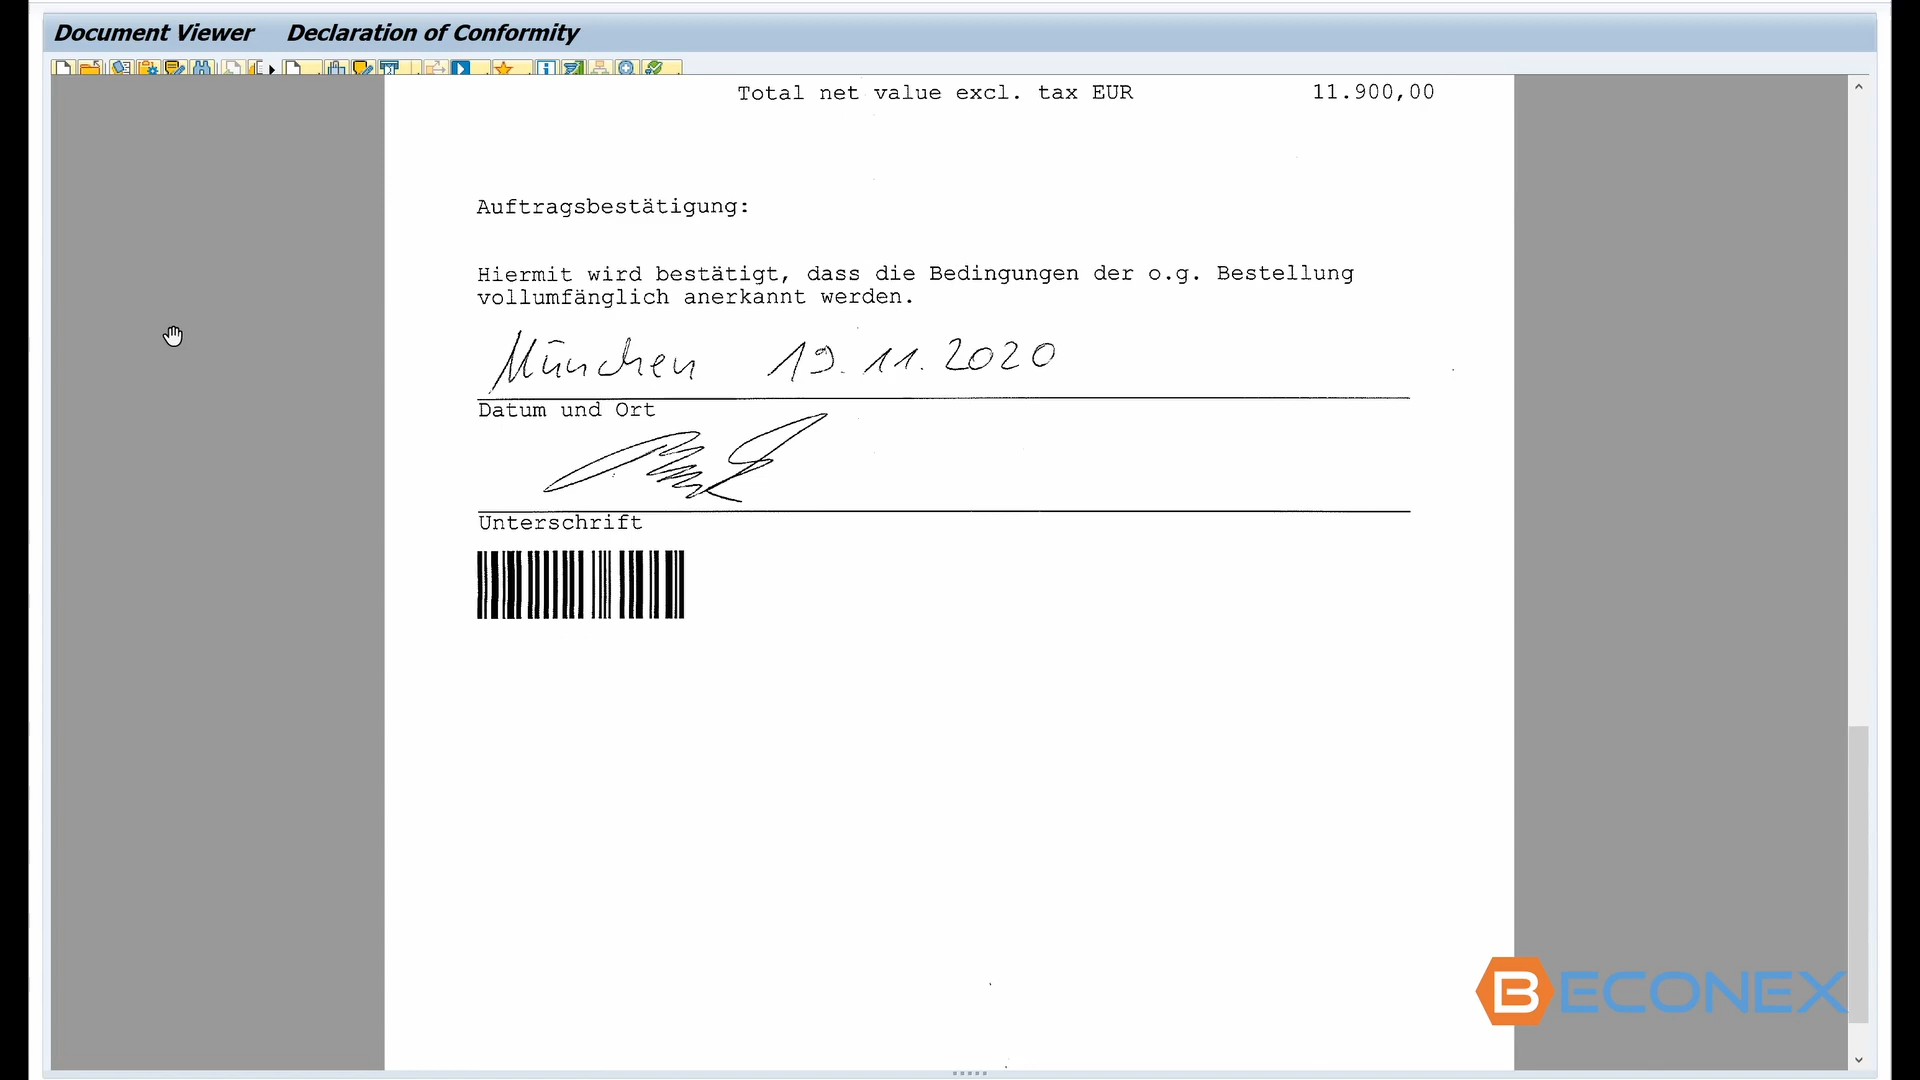 Document Viewer Declaration of Conformity
Total net value excl. tax EUR 11.900,00
Auftragsbestätigung:
Hiermit wird bestätigt, dass die Bedingungen der o.g. Bestellung
vollumfänglich anerkannt werden.
München 19.11.2020
Datum und Ort
Unterschrift
BECONEX